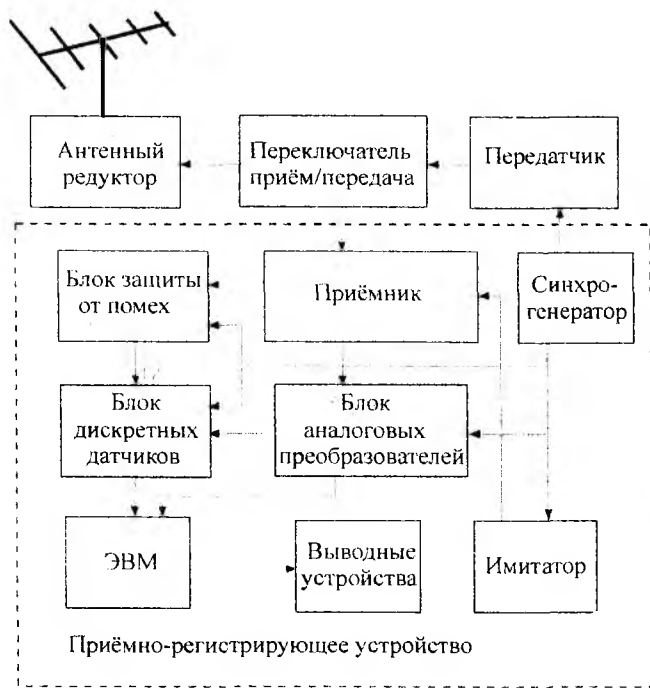 Антенный
редуктор
Переключатель
приём/передача
Передатчик
Блок защиты
от помех
Приёмник
Синхро-
генератор
Блок
дискретных
датчиков
Блок
аналоговых
преобразователей
ЭВМ
Выводные
устройства
Имитатор
Приёмно-регистрирующее устройство